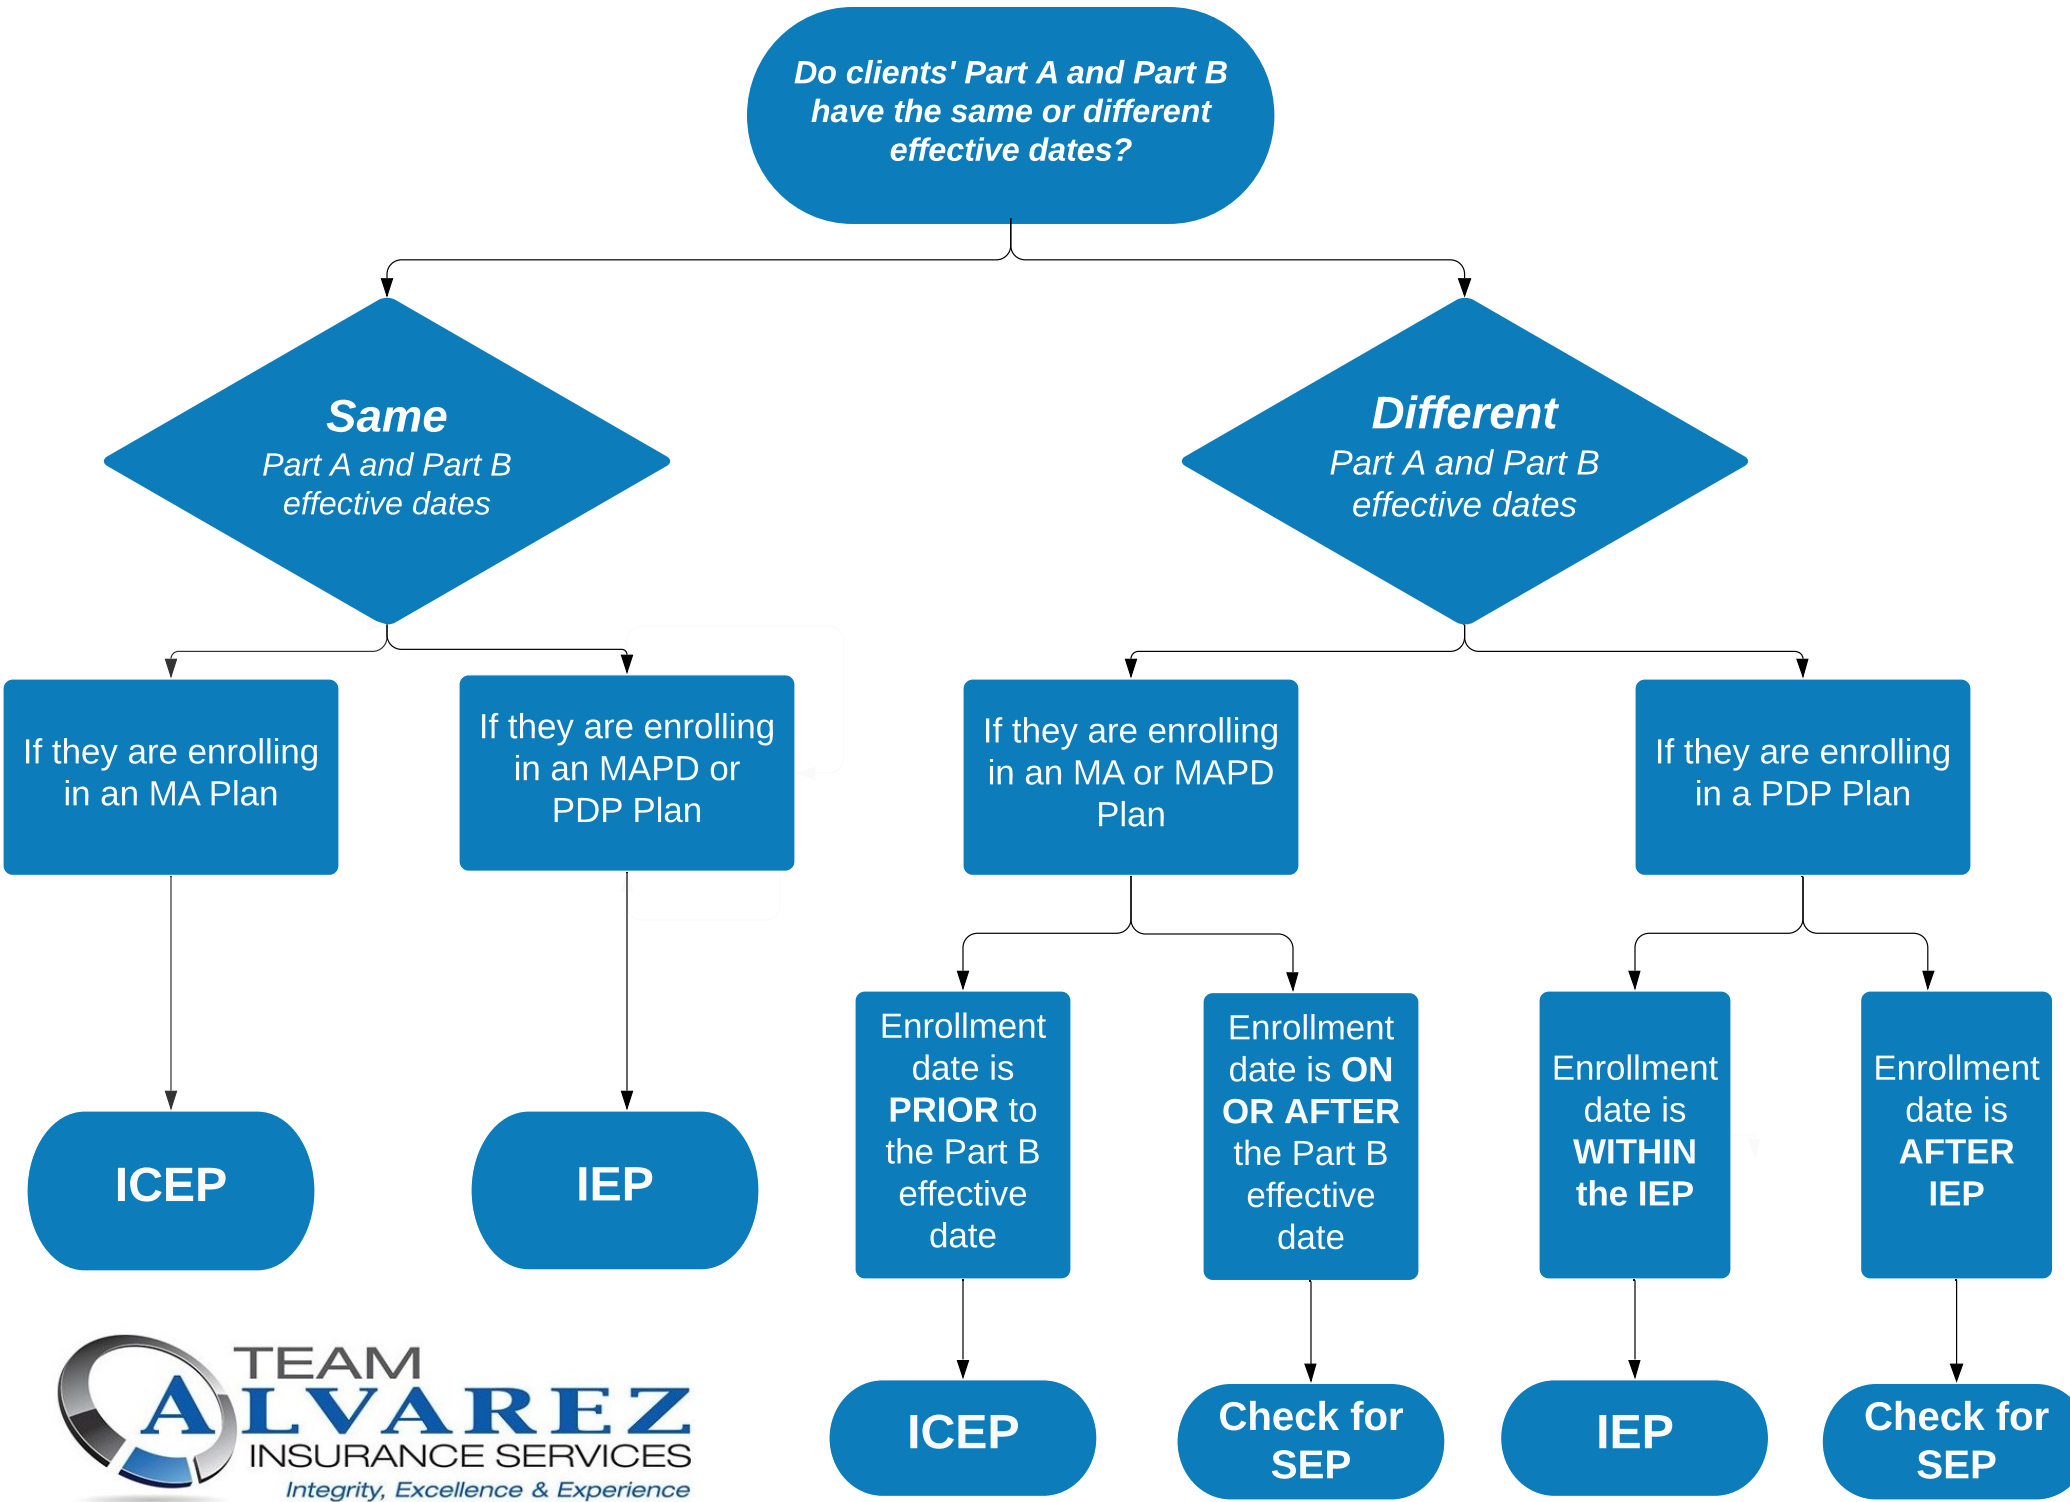 Do clients' Part A and Part B
have the same or different
effective dates?
Same
Part A and Part B
effective dates
Different
Part A and Part B
effective dates
If they are enrolling
in an MA Plan
If they are enrolling
in an MAPD or
PDP Plan
If they are enrolling
in an MA or MAPD
Plan
If they are enrolling
in a PDP Plan
ICEP
IEP
Enrollment
date is
PRIOR to
the Part B
effective
date
Enrollment
date is ON
OR AFTER
the Part B
effective
date
Enrollment
date is
WITHIN
the IEP
Enrollment
date is
AFTER
IEP
ICEP
Check for
SEP
IEP
Check for
SEP
TEAM
ALVAREZ
INSURANCE SERVICES
Integrity, Excellence & Experience